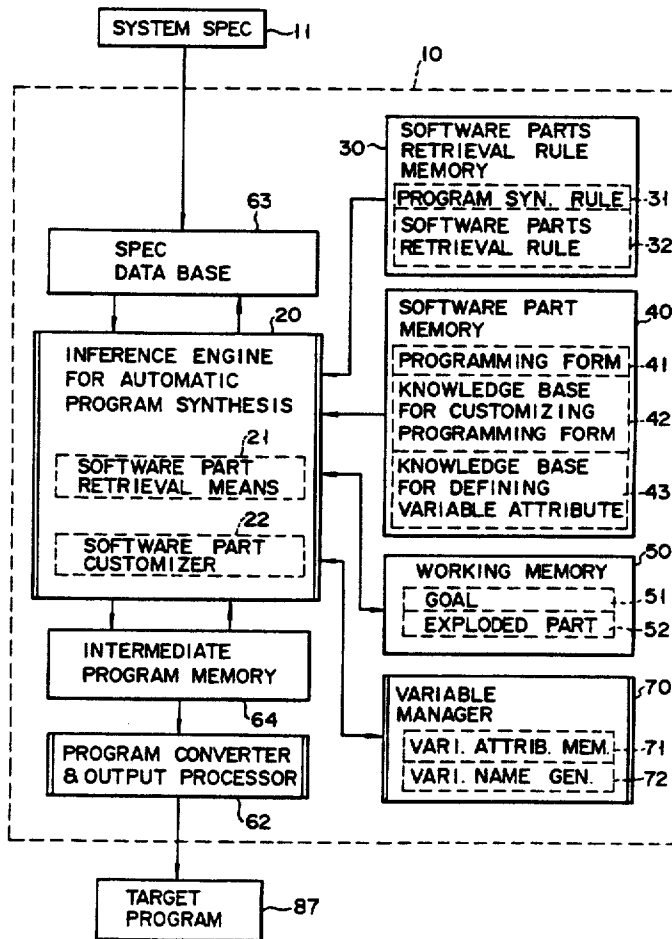 SYSTEM SPEC
11
10
SOFTWARE PARTS
RETRIEVAL RULE
MEMORY
30
PROGRAM SYN. RULE
31
SOFTWARE PARTS
RETRIEVAL RULE
32
63
SPEC
DATA BASE
20
INFERENCE ENGINE
FOR AUTOMATIC
PROGRAM SYNTHESIS
21
SOFTWARE PART
RETRIEVAL MEANS
22
SOFTWARE PART
CUSTOMIZER
SOFTWARE PART
MEMORY
40
PROGRAMMING FORM
41
KNOWLEDGE BASE
FOR CUSTOMIZING
PROGRAMMING FORM
42
KNOWLEDGE BASE
FOR DEFINING
VARIABLE ATTRIBUTE
43
WORKING MEMORY
50
GOAL
51
EXPLODED PART
52
INTERMEDIATE
PROGRAM MEMORY
64
VARIABLE
MANAGER
70
VARI. ATTRIB. MEM.
71
VARI. NAME GEN.
72
PROGRAM CONVERTER
& OUTPUT PROCESSOR
62
TARGET
PROGRAM
87